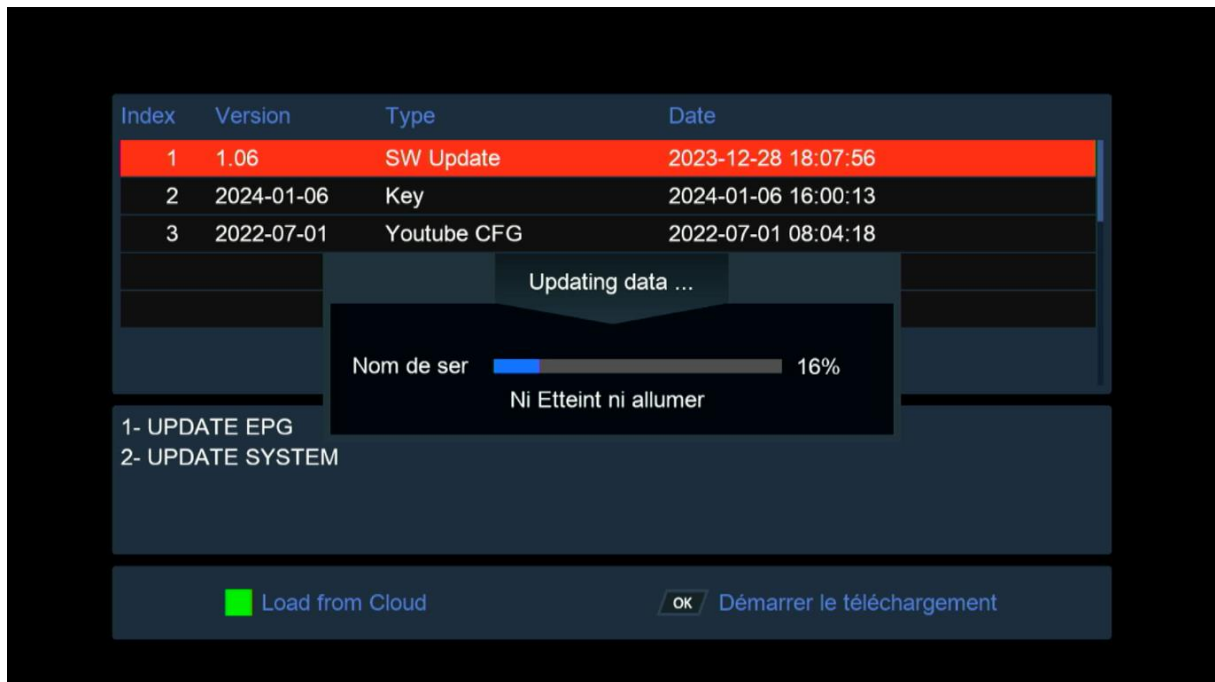 Index Version Type Date
1 1.06 SW Update 2023-12-28 18:07:56
2 2024-01-06 Key 2024-01-06 16:00:13
3 2022-07-01 Youtube CFG 2022-07-01 08:04:18
Updating data ...
Nom de ser 16%
Ni Etteint ni allumer
1- UPDATE EPG
2- UPDATE SYSTEM
Load from Cloud OK Démarrer le téléchargement